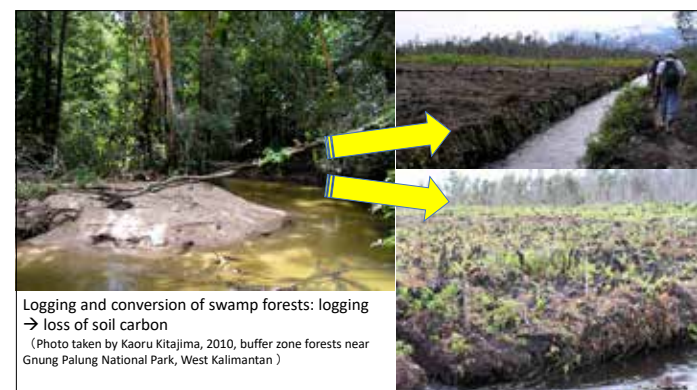 Logging and conversion of swamp forests: logging
→ loss of soil carbon
（Photo taken by Kaoru Kitajima, 2010, buffer zone forests near
Gnung Palung National Park, West Kalimantan ）